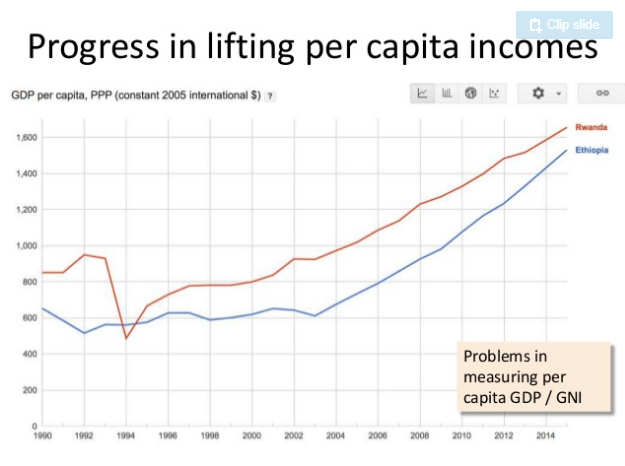 Clip slide
Progress in lifting per capita incomes
GDP per capita, PPP (constant 2005 international $) ?
1,600
1,400
1,200
1,000
800
600
400
200
0
1990 1992 1994 1996 1998 2000 2002 2004 2006 2008 2010 2012 2014
Rwanda
Ethiopia
Problems in
measuring per
capita GDP / GNI